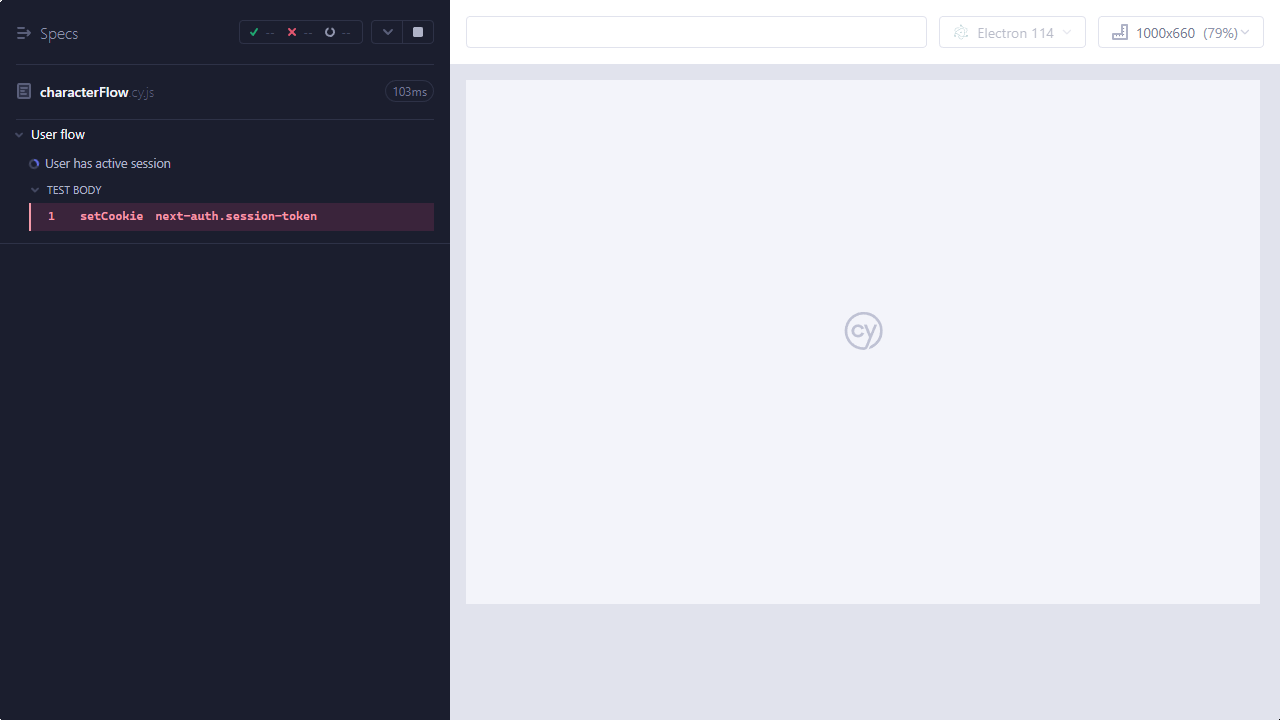 Specs -- -- --
characterFlow.cy.js 103ms
User flow
User has active session
TEST BODY
1 setCookie next-auth.session-token
Electron 114 1000x660 (79%)
cy